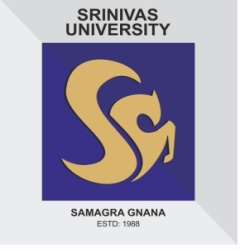 SRINIVAS
UNIVERSITY
SAMAGRA GNANA
ESTD: 1988